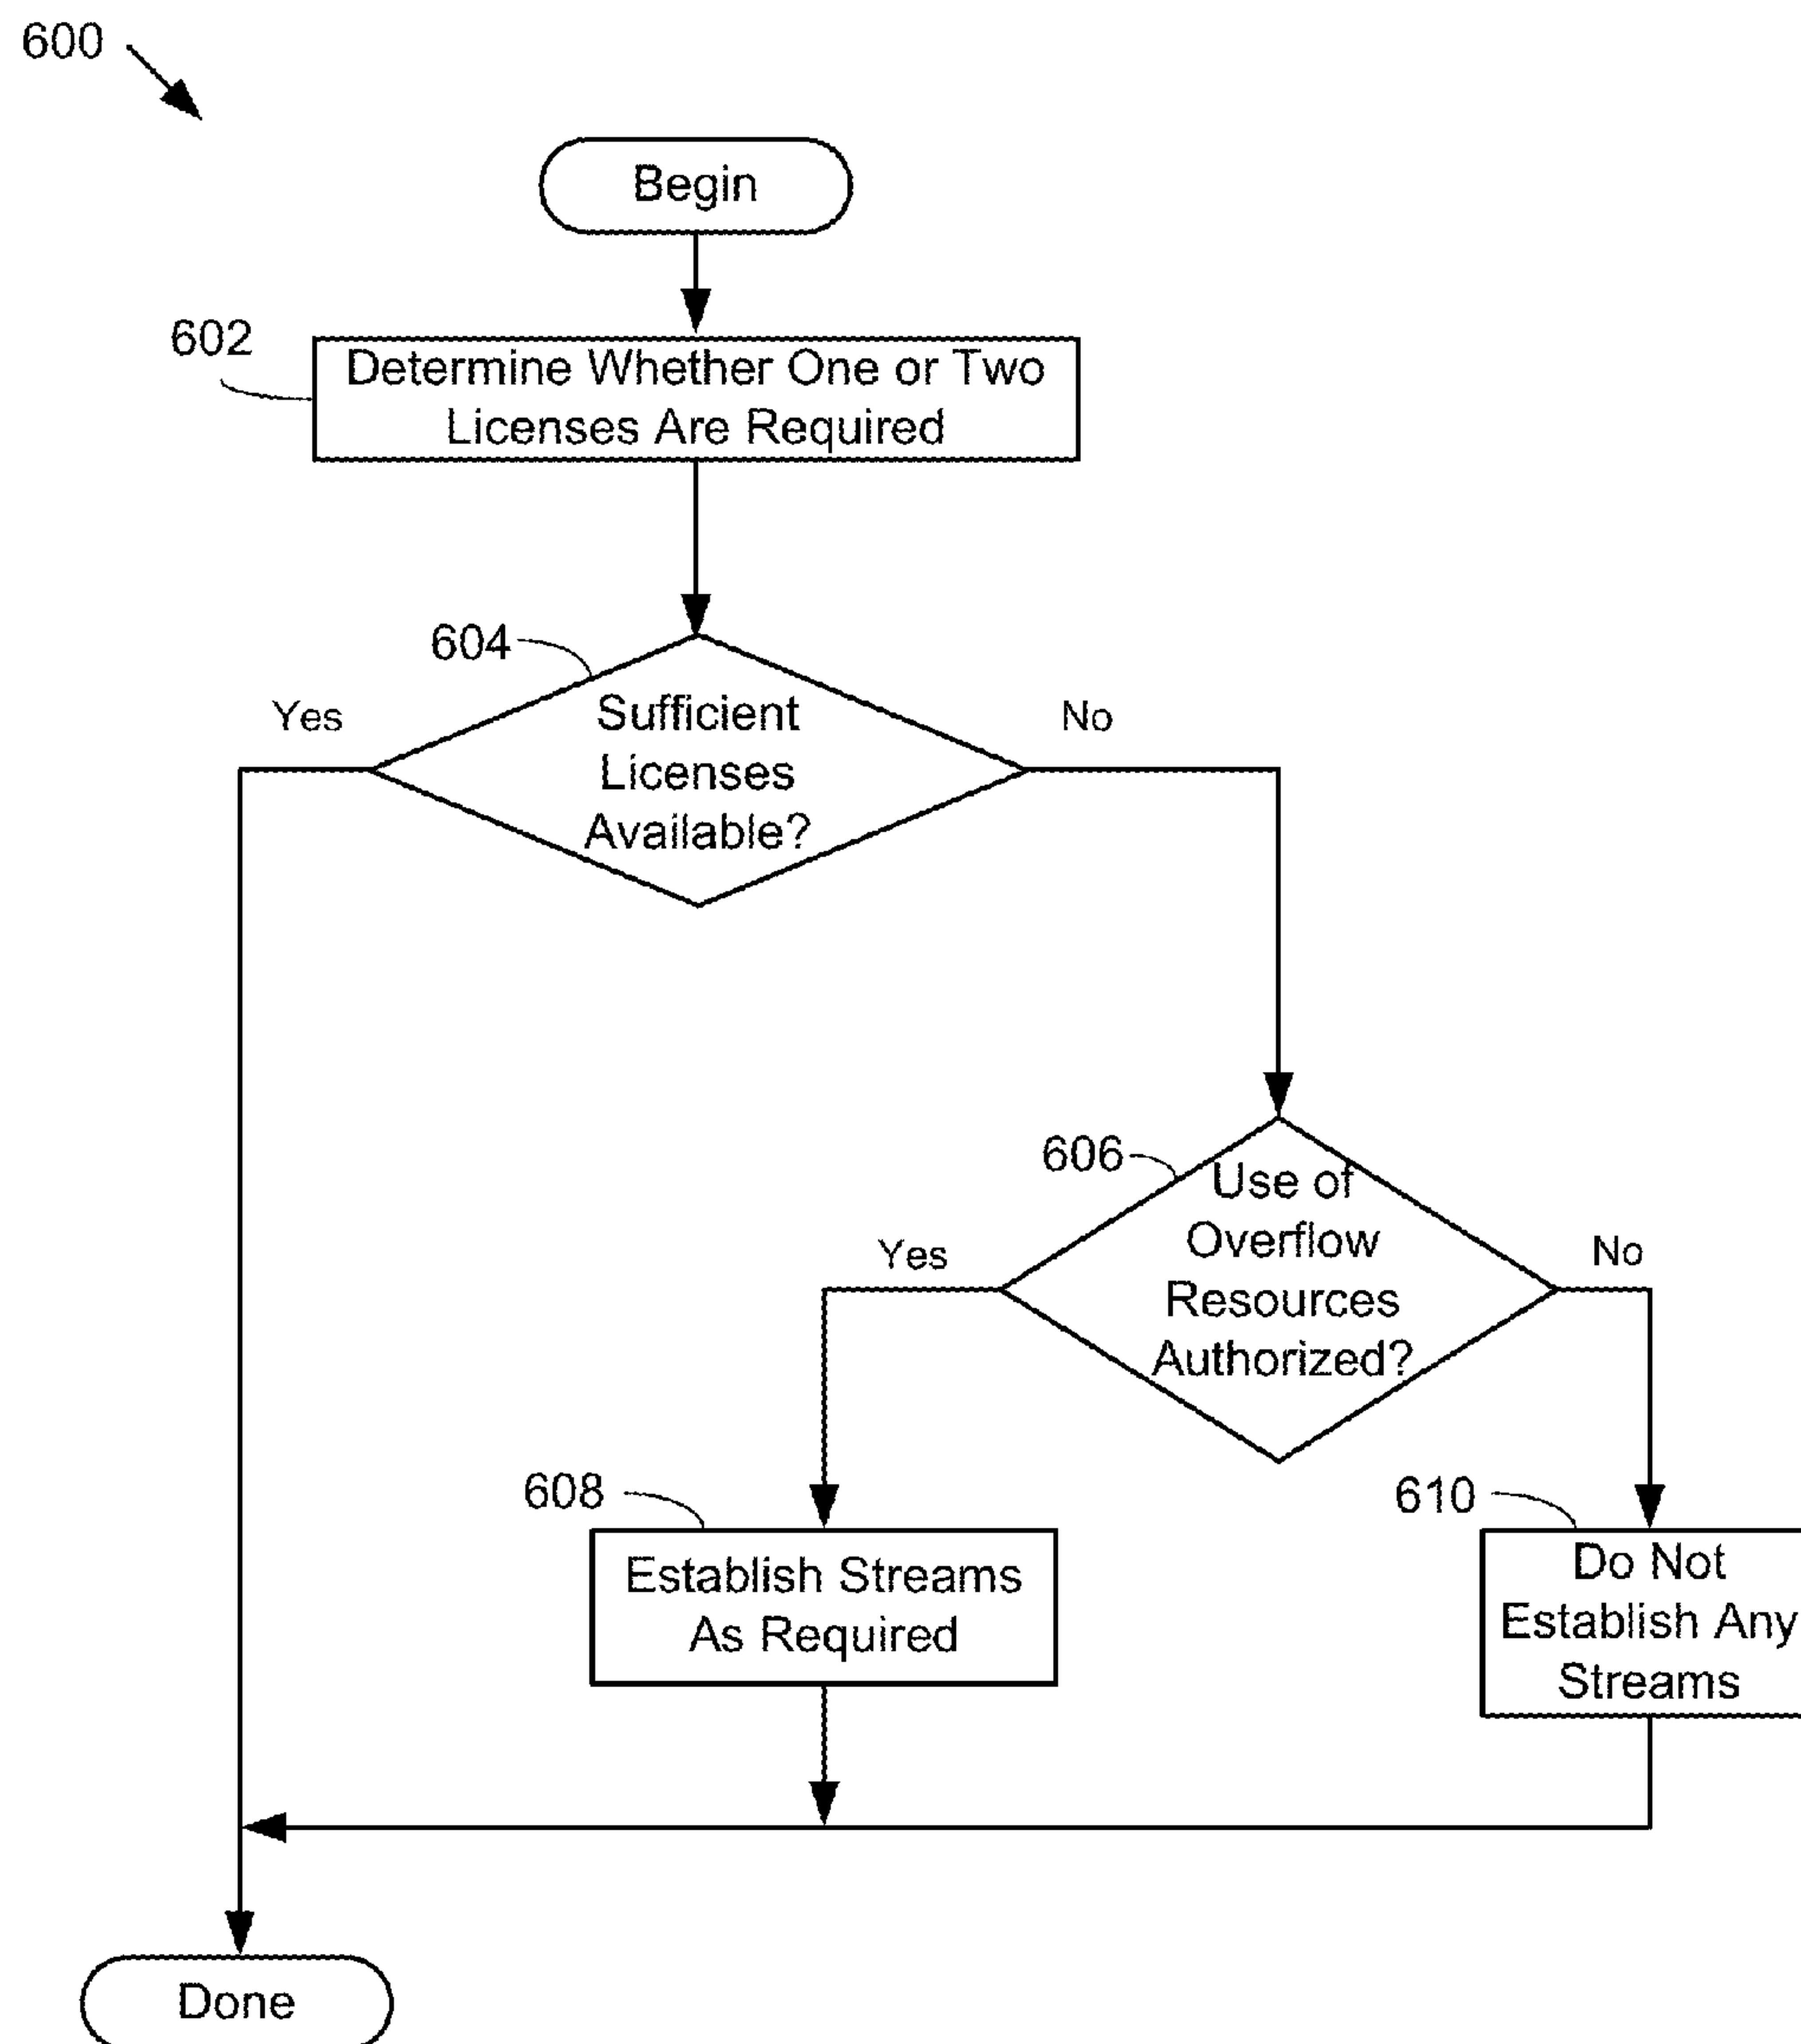 600
Begin
602
Determine Whether One or Two
Licenses Are Required
604
Yes
No
Sufficient
Licenses
Available?
606
Yes
No
Use of
Overflow
Resources
Authorized?
608
Establish Streams
As Required
610
Do Not
Establish Any
Streams
Done